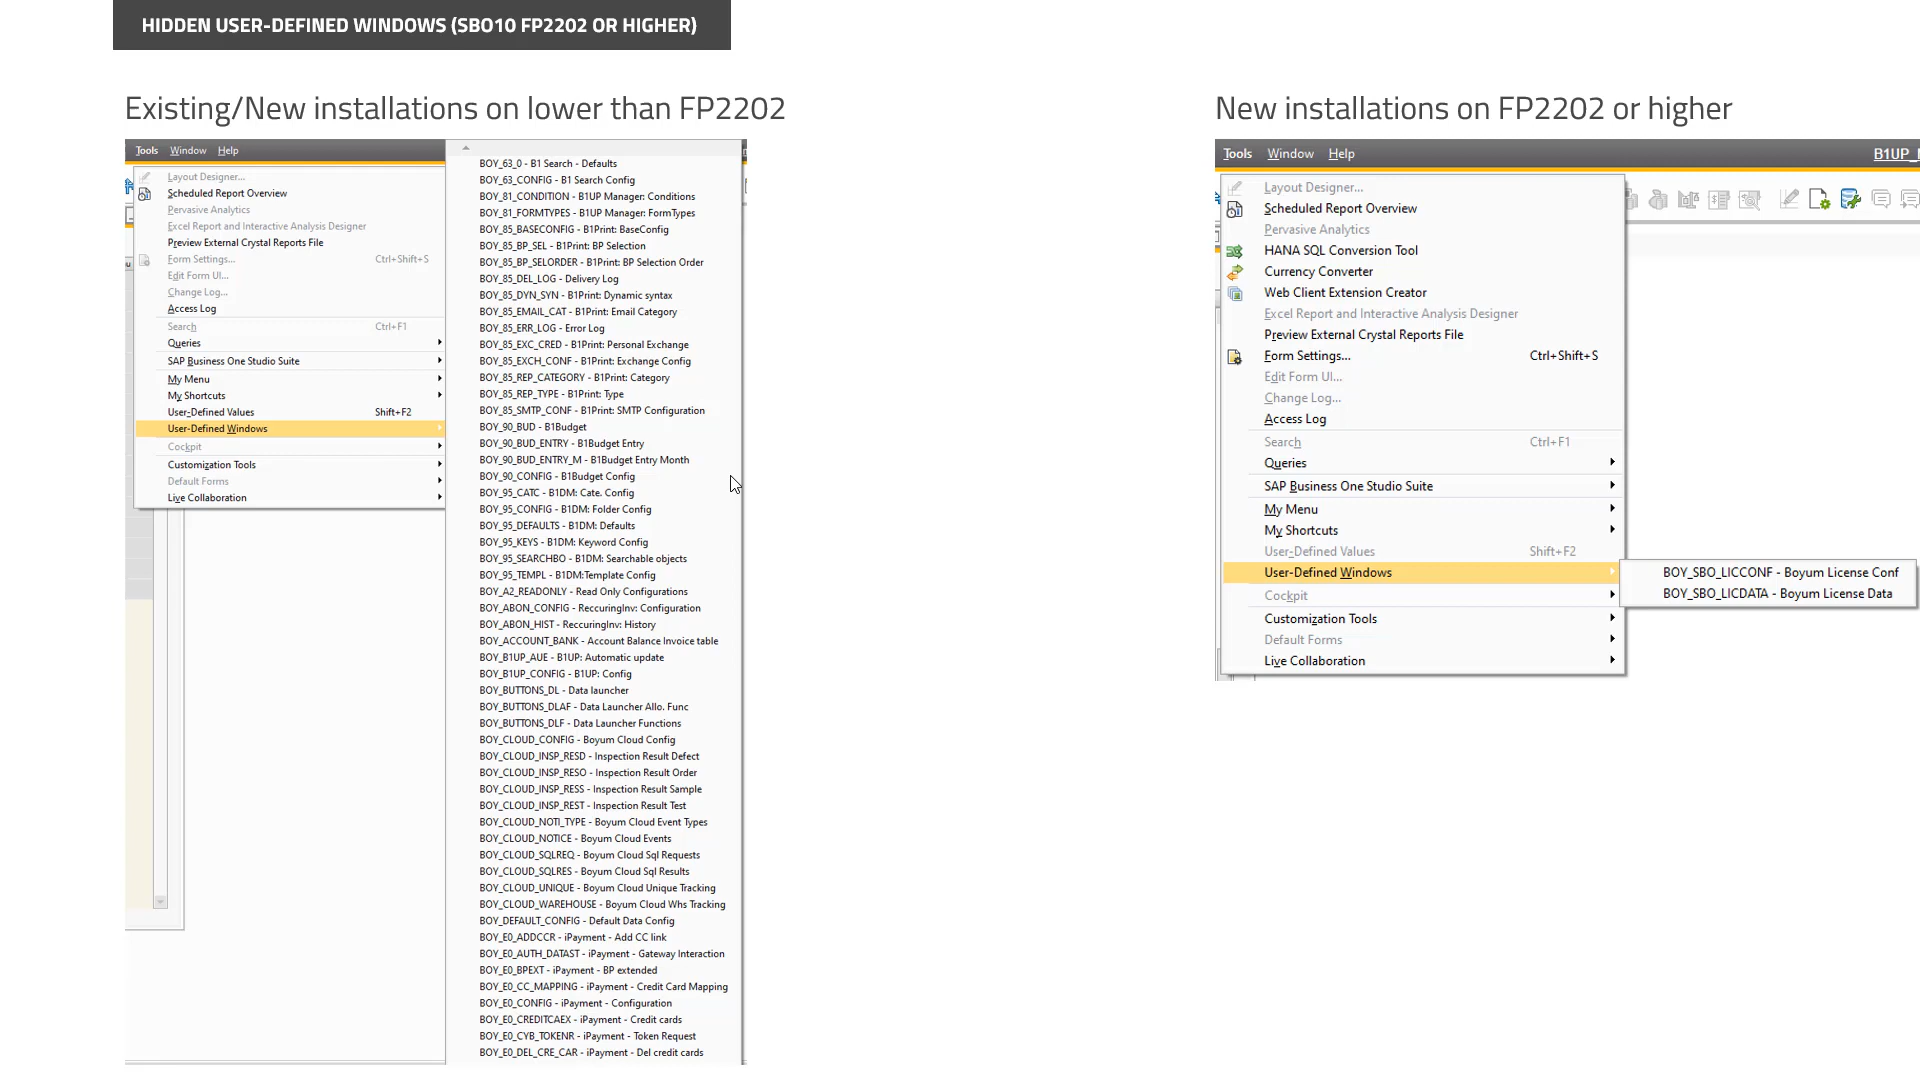 HIDDEN USER-DEFINED WINDOWS (SBO10 FP2202 OR HIGHER)
Existing/New installations on lower than FP2202
Tools Window Help
Layout Designer...
Scheduled Report Overview
Pervasive Analytics
Excel Report and Interactive Analysis Designer
Preview External Crystal Reports File
Form Settings... Ctrl+Shift+S
Edit Form UI...
Change Log...
Access Log
Search Ctrl+F1
Queries
SAP Business One Studio Suite
My Menu
My Shortcuts
User-Defined Values Shift+F2
User-Defined Windows
Cockpit
Customization Tools
Default Forms
Live Collaboration
BOY_63_0 - B1 Search - Defaults
BOY_63_CONFIG - B1 Search Config
BOY_81_CONDITION - B1UP Manager: Conditions
BOY_81_FORMTYPES - B1UP Manager: FormTypes
BOY_85_BASECONFIG - B1Print: BaseConfig
BOY_85_BP_SEL - B1Print: BP Selection
BOY_85_BP_SELORDER - B1Print: BP Selection Order
BOY_85_DEL_LOG - Delivery Log
BOY_85_DYN_SYN - B1Print: Dynamic syntax
BOY_85_EMAIL_CAT - B1Print: Email Category
BOY_85_ERR_LOG - Error Log
BOY_85_EXC_CRED - B1Print: Personal Exchange
BOY_85_EXCH_CONF - B1Print: Exchange Config
BOY_85_REP_CATEGORY - B1Print: Category
BOY_85_REP_TYPE - B1Print: Type
BOY_85_SMTP_CONF - B1Print: SMTP Configuration
BOY_90_BUD - B1Budget
BOY_90_BUD_ENTRY - B1Budget Entry
BOY_90_BUD_ENTRY_M - B1Budget Entry Month
BOY_90_CONFIG - B1Budget Config
BOY_95_CATC - B1DM: Cate. Config
BOY_95_CONFIG - B1DM: Folder Config
BOY_95_DEFAULTS - B1DM: Defaults
BOY_95_KEYS - B1DM: Keyword Config
BOY_95_SEARCHBO - B1DM: Searchable objects
BOY_95_TEMPL - B1DM:Template Config
BOY_A2_READONLY - Read Only Configurations
BOY_ABON_CONFIG - ReccuringInv: Configuration
BOY_ABON_HIST - ReccuringInv: History
BOY_ACCOUNT_BANK - Account Balance Invoice table
BOY_B1UP_AUE - B1UP: Automatic update
BOY_B1UP_CONFIG - B1UP: Config
BOY_BUTTONS_DL - Data launcher
BOY_BUTTONS_DLAF - Data Launcher Allo. Func
BOY_BUTTONS_DLF - Data Launcher Functions
BOY_CLOUD_CONFIG - Boyum Cloud Config
BOY_CLOUD_INSP_RESD - Inspection Result Defect
BOY_CLOUD_INSP_RESO - Inspection Result Order
BOY_CLOUD_INSP_RESS - Inspection Result Sample
BOY_CLOUD_INSP_REST - Inspection Result Test
BOY_CLOUD_NOTI_TYPE - Boyum Cloud Event Types
BOY_CLOUD_NOTICE - Boyum Cloud Events
BOY_CLOUD_SQLREQ - Boyum Cloud Sql Requests
BOY_CLOUD_SQLRES - Boyum Cloud Sql Results
BOY_CLOUD_UNIQUE - Boyum Cloud Unique Tracking
BOY_CLOUD_WAREHOUSE - Boyum Cloud Whs Tracking
BOY_DEFAULT_CONFIG - Default Data Config
BOY_E0_ADDCCR - iPayment - Add CC link
BOY_E0_AUTH_DATAST - iPayment - Gateway Interaction
BOY_E0_BPEXT - iPayment - BP extended
BOY_E0_CC_MAPPING - iPayment - Credit Card Mapping
BOY_E0_CONFIG - iPayment - Configuration
BOY_E0_CREDITCAEX - iPayment - Credit cards
BOY_E0_CYB_TOKENR - iPayment - Token Request
BOY_E0_DEL_CRE_CAR - iPayment - Del credit cards
New installations on FP2202 or higher
Tools Window Help B1UP_
Layout Designer...
Scheduled Report Overview
Pervasive Analytics
HANA SQL Conversion Tool
Currency Converter
Web Client Extension Creator
Excel Report and Interactive Analysis Designer
Preview External Crystal Reports File
Form Settings... Ctrl+Shift+S
Edit Form UI...
Change Log...
Access Log
Search Ctrl+F1
Queries
SAP Business One Studio Suite
My Menu
My Shortcuts
User-Defined Values Shift+F2
User-Defined Windows
Cockpit
Customization Tools
Default Forms
Live Collaboration
BOY_SBO_LICCONF - Boyum License Conf
BOY_SBO_LICDATA - Boyum License Data